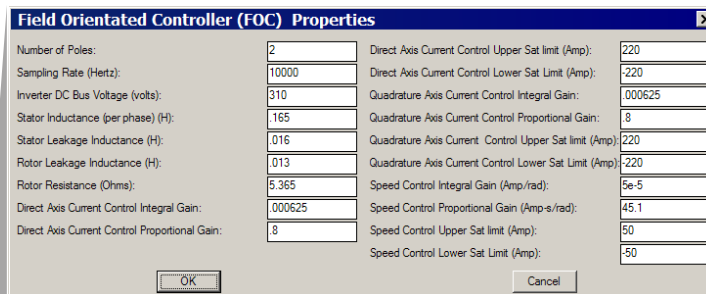 Field Orientated Controller (FOC) Properties
Number of Poles: 2
Sampling Rate (Hertz): 10000
Inverter DC Bus Voltage (volts): 310
Stator Inductance (per phase) (H): .165
Stator Leakage Inductance (H): .016
Rotor Leakage Inductance (H): .013
Rotor Resistance (Ohms): 5.365
Direct Axis Current Control Integral Gain: .000625
Direct Axis Current Control Proportional Gain: .8
Direct Axis Current Control Upper Sat limit (Amp): 220
Direct Axis Current Control Lower Sat Limit (Amp): -220
Quadrature Axis Current Control Integral Gain: .000625
Quadrature Axis Current Control Proportional Gain: .8
Quadrature Axis Current Control Upper Sat limit (Amp): 220
Quadrature Axis Current Control Lower Sat Limit (Amp): -220
Speed Control Integral Gain (Amp/rad): 5e-5
Speed Control Proportional Gain (Amp-s/rad): 45.1
Speed Control Upper Sat limit (Amp): 50
Speed Control Lower Sat Limit (Amp): -50
OK
Cancel